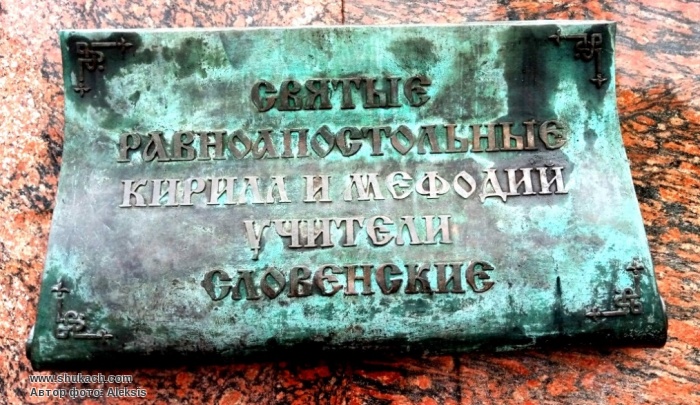 СВЯТЫЕ
РАВНОАПОСТОЛЬНЫЕ
КИРИЛЛ И МЕФОДИЙ
УЧИТЕЛИ
СЛОВЕНСКИЕ
www.shukach.com
Автор фото: Aleksis